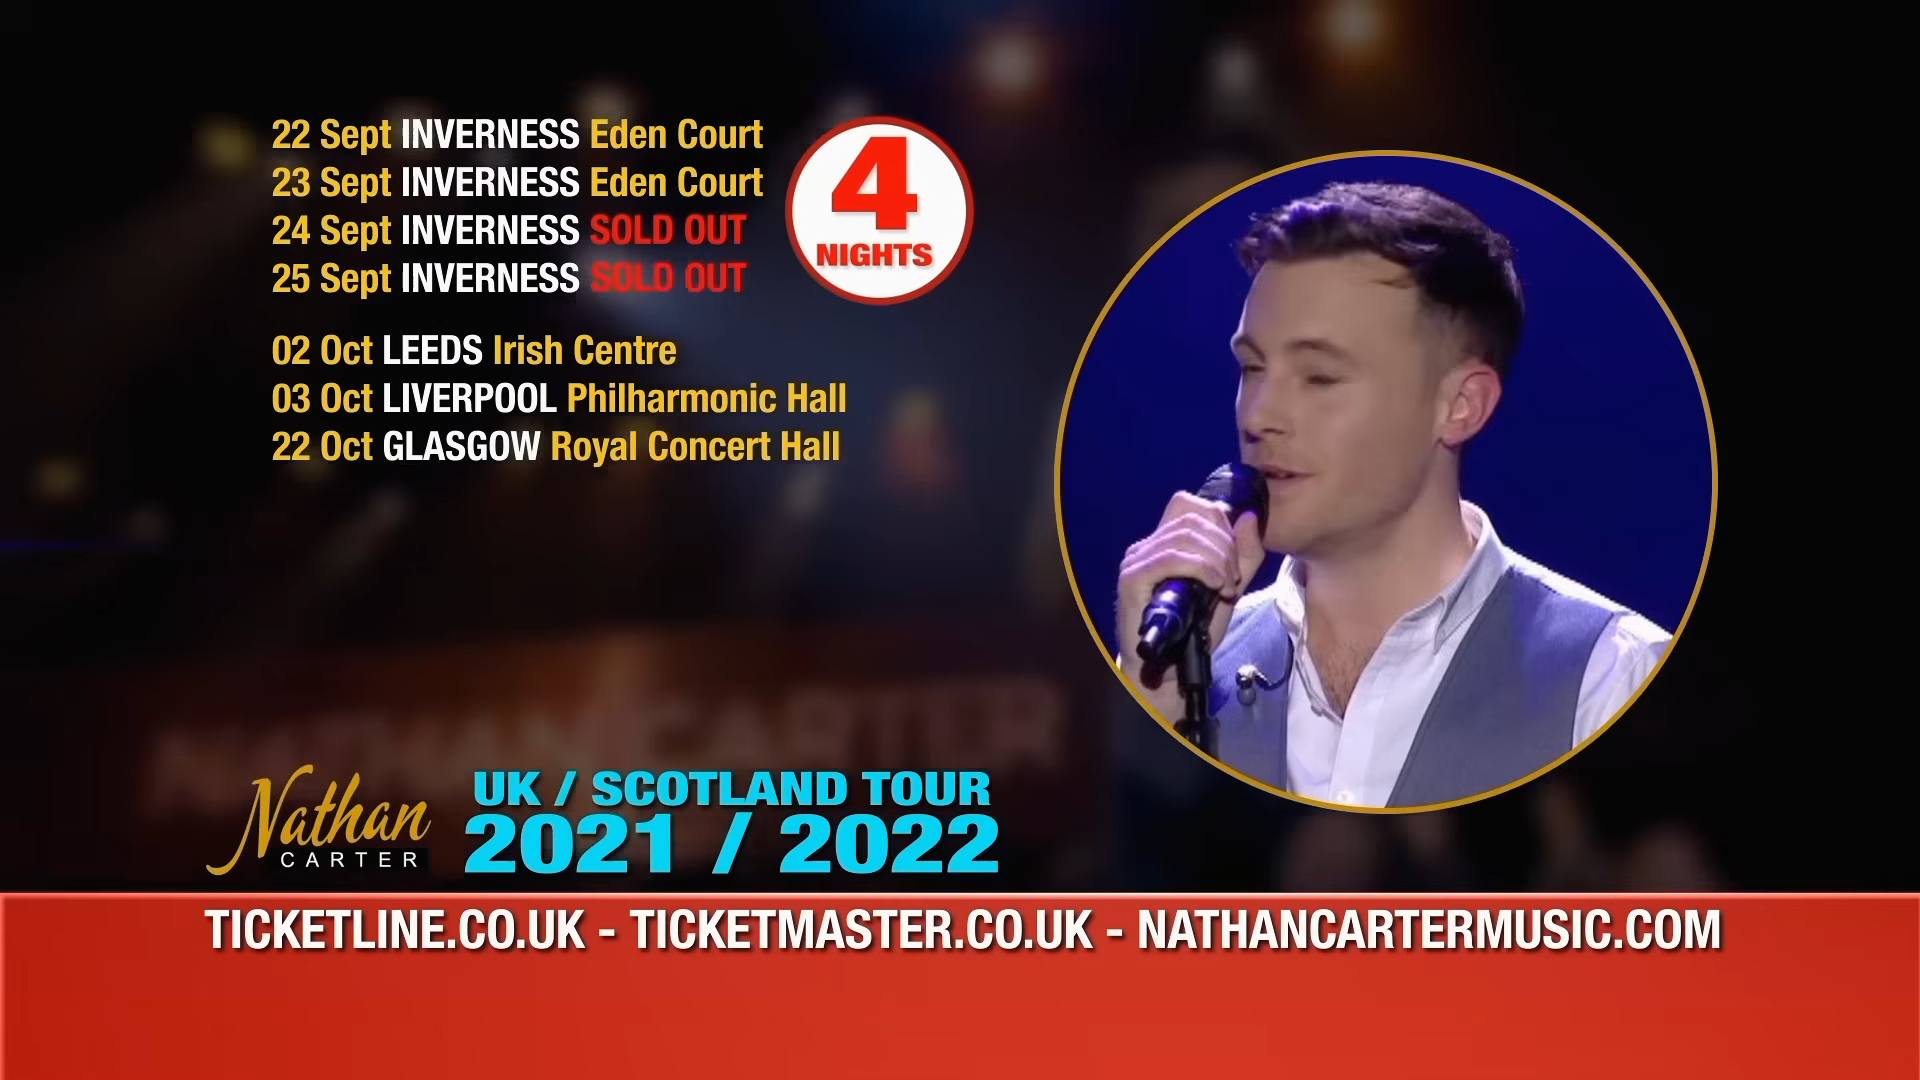 22 Sept INVERNESS Eden Court
23 Sept INVERNESS Eden Court
24 Sept INVERNESS SOLD OUT
25 Sept INVERNESS SOLD OUT
4
NIGHTS
02 Oct LEEDS Irish Centre
03 Oct LIVERPOOL Philharmonic Hall
22 Oct GLASGOW Royal Concert Hall
NATHAN CARTER
Nathan
CARTER
UK / SCOTLAND TOUR
2021 / 2022
TICKETLINE.CO.UK - TICKETMASTER.CO.UK - NATHANCARTERMUSIC.COM